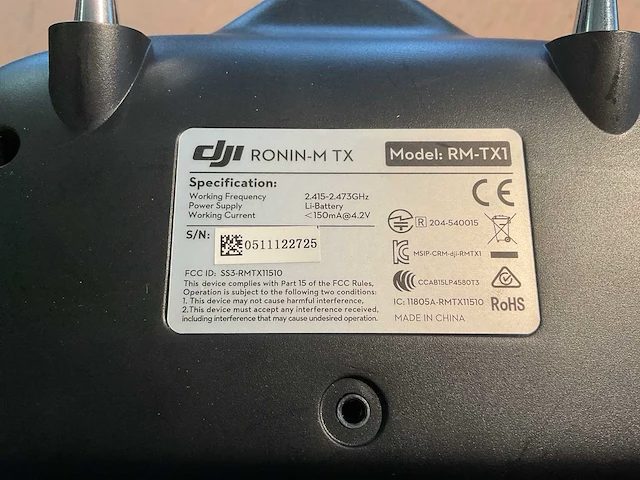 dji RONIN-M TX Model: RM-TX1
Specification:
Working Frequency 2.415-2.473GHz
Power Supply Li-Battery
Working Current <150mA@4.2V
S/N: 0511122725
FCC ID: SS3-RMTX11510
This device complies with Part 15 of the FCC Rules,
Operation is subject to the following two conditions:
1. This device may not cause harmful interference,
2.This device must accept any interference received,
including interference that may cause undesired operation.
CE
R 204-540015
MSIP-CRM-dji-RMTX1
CCAB15LP4580T3
IC: 11805A-RMTX11510 RoHS
MADE IN CHINA